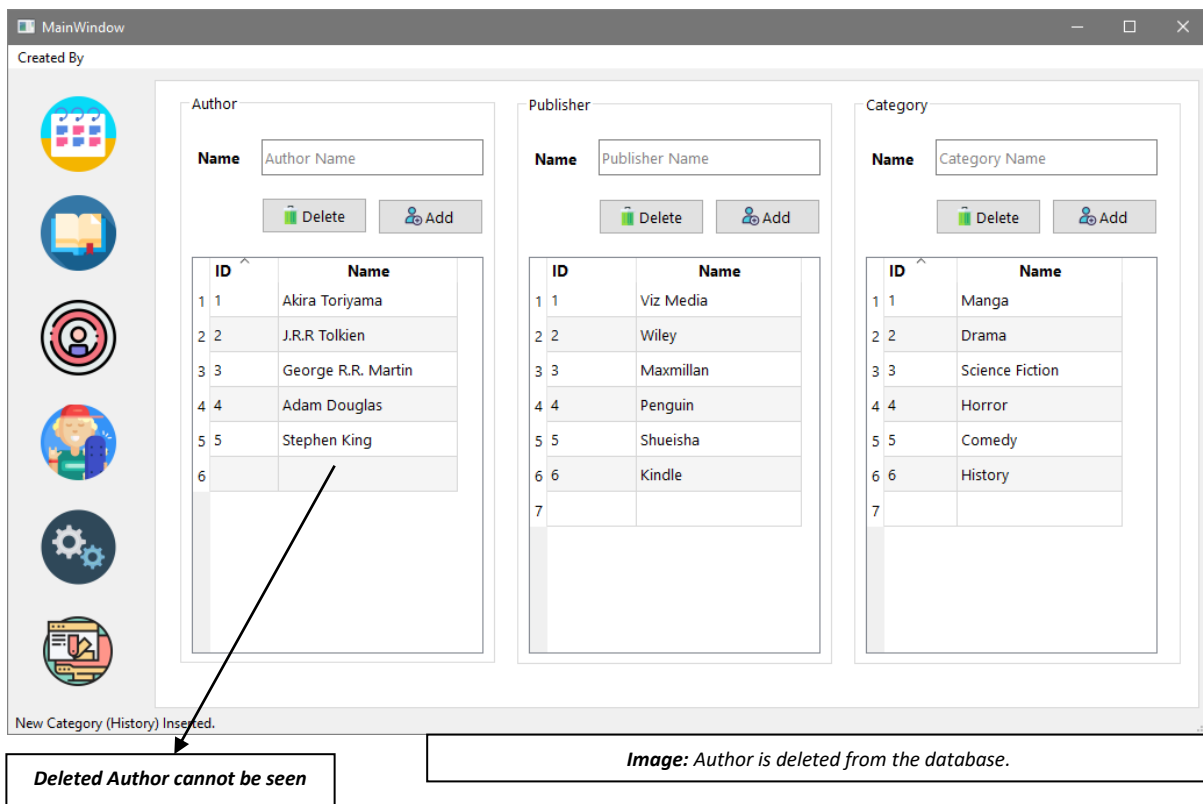 MainWindow
Created By
Author
Name Author Name
Delete Add
ID Name
1 1 Akira Toriyama
2 2 J.R.R Tolkien
3 3 George R.R. Martin
4 4 Adam Douglas
5 5 Stephen King
6
Publisher
Name Publisher Name
Delete Add
ID Name
1 1 Viz Media
2 2 Wiley
3 3 Maxmillan
4 4 Penguin
5 5 Shueisha
6 6 Kindle
7
Category
Name Category Name
Delete Add
ID Name
1 1 Manga
2 2 Drama
3 3 Science Fiction
4 4 Horror
5 5 Comedy
6 6 History
7
New Category (History) Inserted.
Deleted Author cannot be seen
Image: Author is deleted from the database.